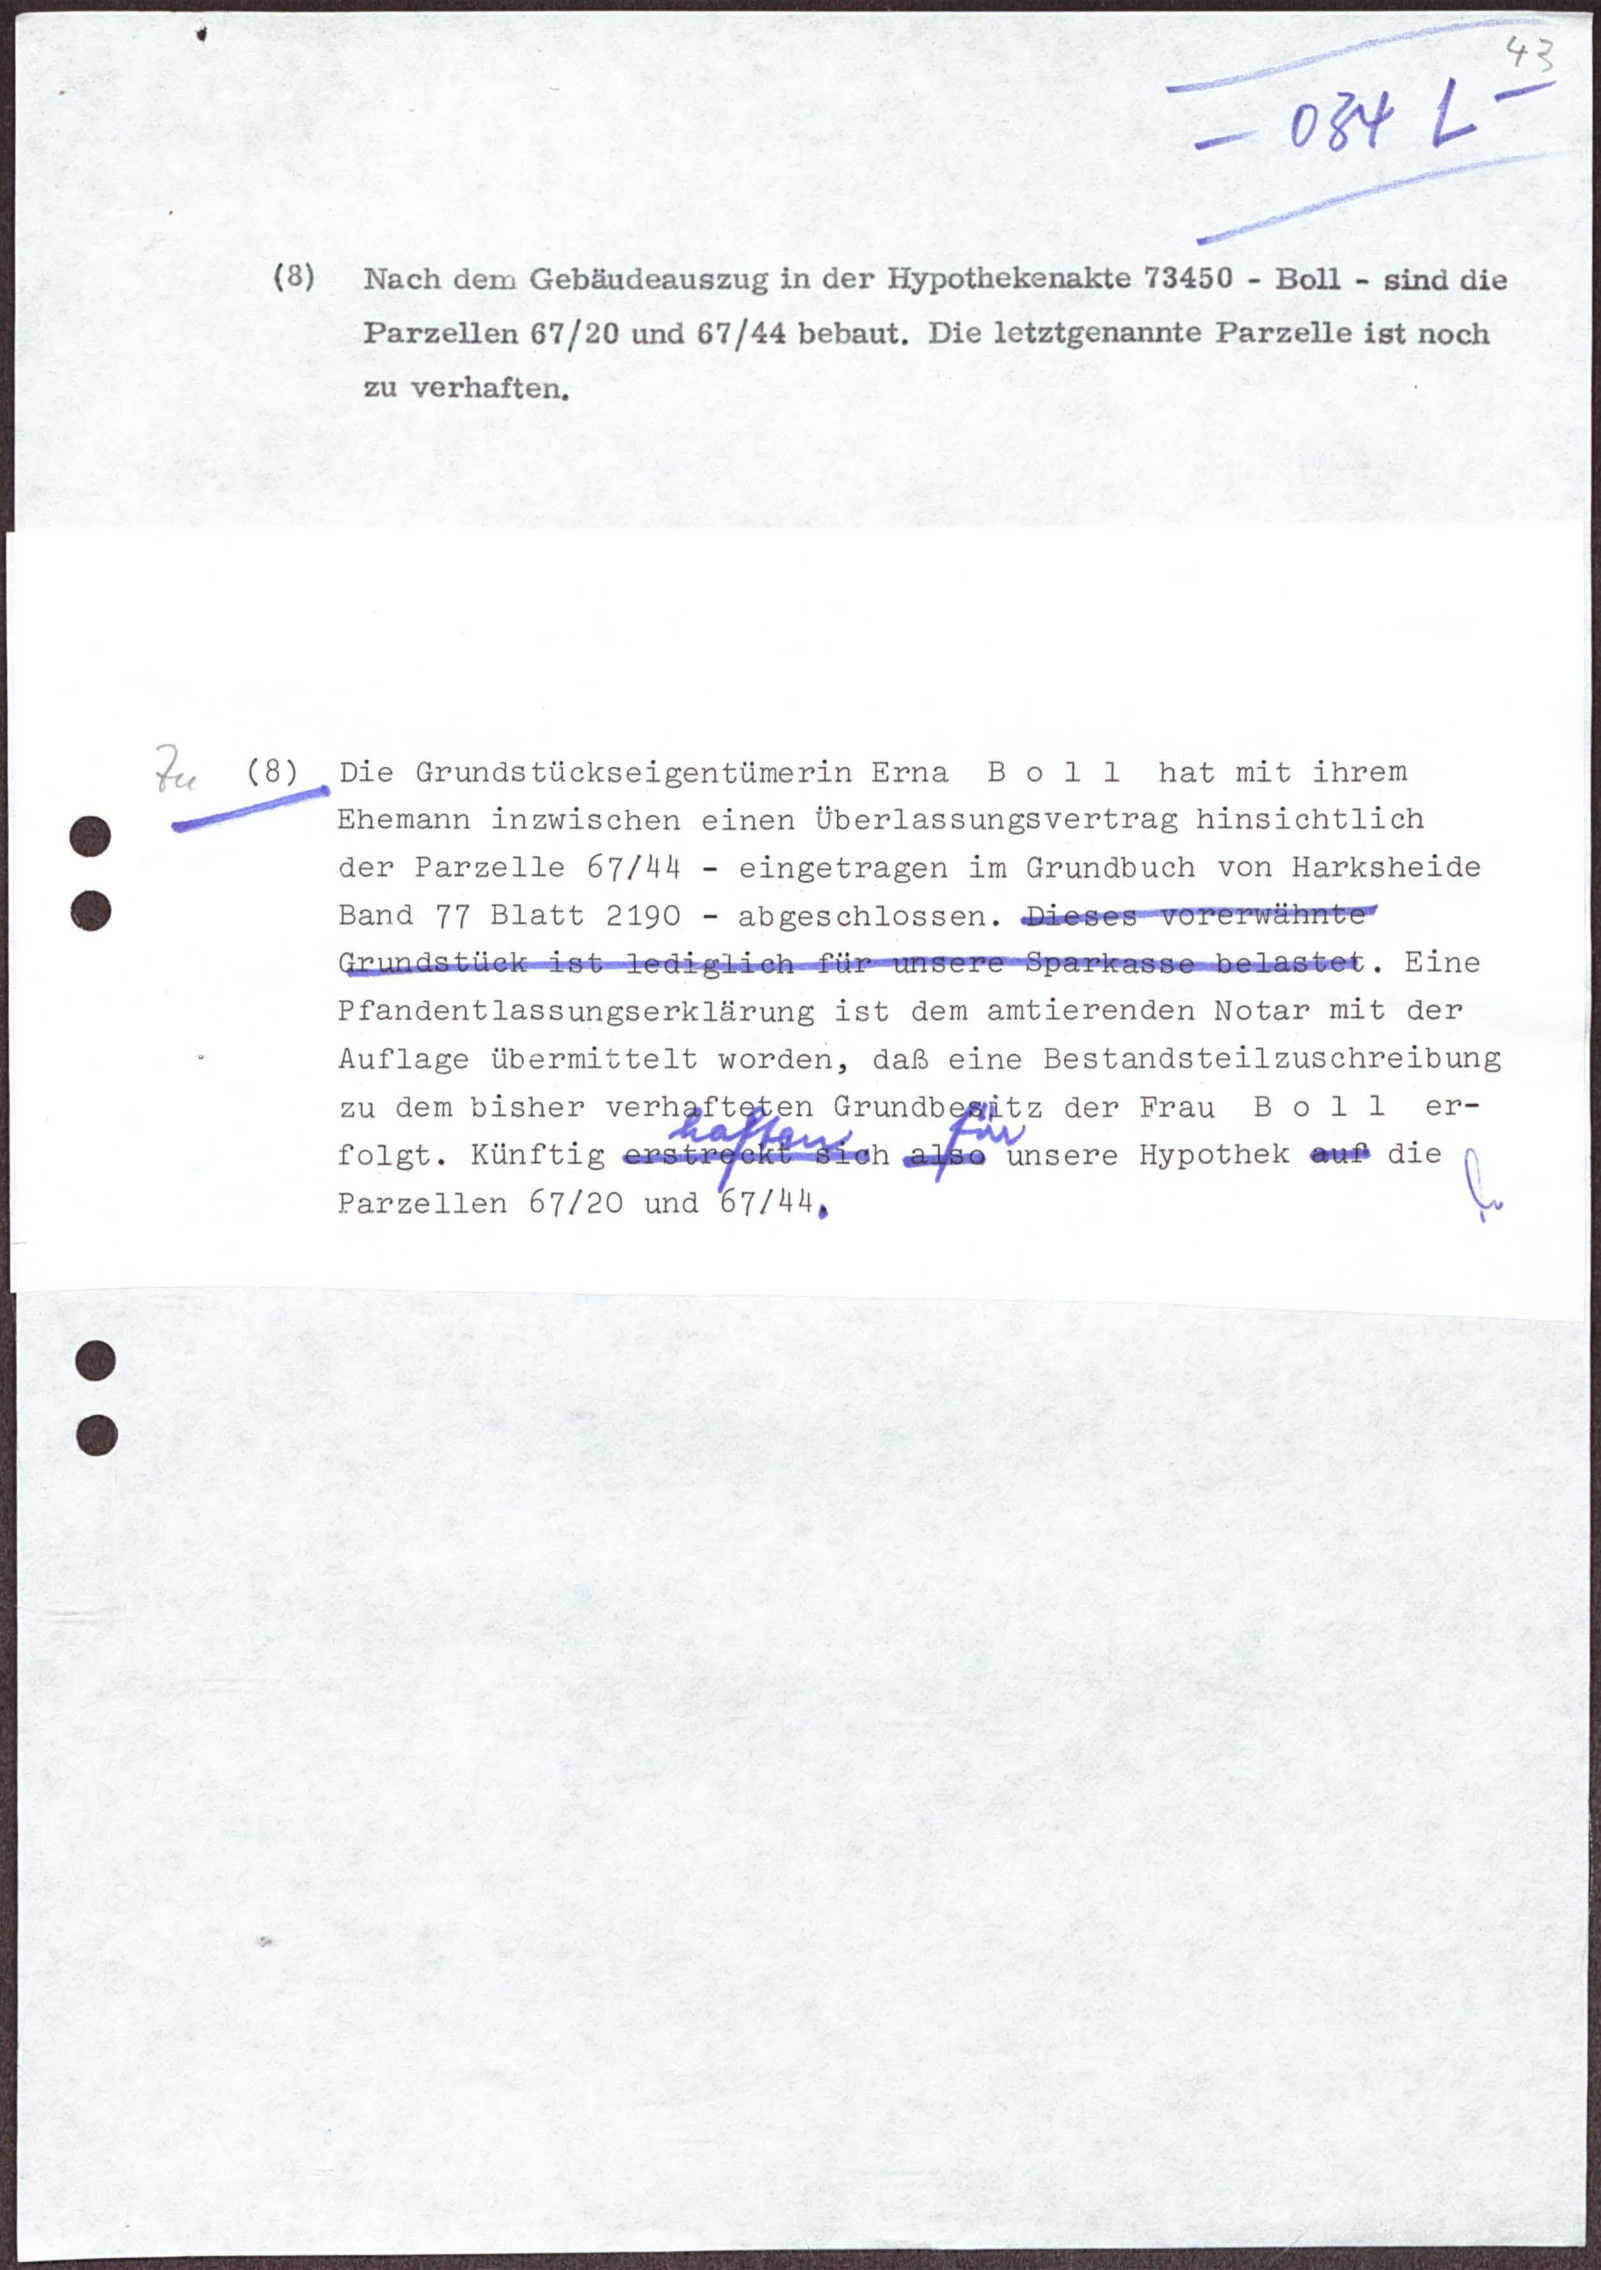 43
- 034 L -
(8) Nach dem Gebäudeauszug in der Hypothekenakte 73450 - Boll - sind die
Parzellen 67/20 und 67/44 bebaut. Die letztgenannte Parzelle ist noch
zu verhaften.
Zu (8) Die Grundstückseigentümerin Erna B o l l hat mit ihrem
Ehemann inzwischen einen Überlassungsvertrag hinsichtlich
der Parzelle 67/44 - eingetragen im Grundbuch von Harksheide
Band 77 Blatt 2190 - abgeschlossen. Dieses vorerwähnte
Grundstück ist lediglich für unsere Sparkasse belastet. Eine
Pfandentlassungserklärung ist dem amtierenden Notar mit der
Auflage übermittelt worden, daß eine Bestandsteilzuschreibung
zu dem bisher verhafteten Grundbesitz der Frau B o l l er-
haften für
folgt. Künftig erstreckt sich also unsere Hypothek auf die
Parzellen 67/20 und 67/44.